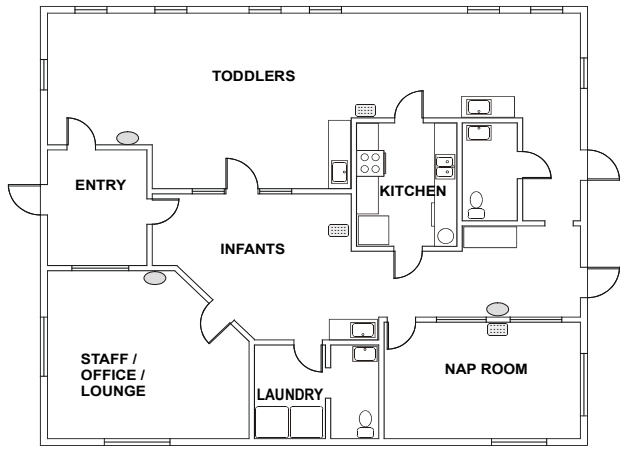 TODDLERS
ENTRY
KITCHEN
INFANTS
STAFF /
OFFICE /
LOUNGE
NAP ROOM
LAUNDRY